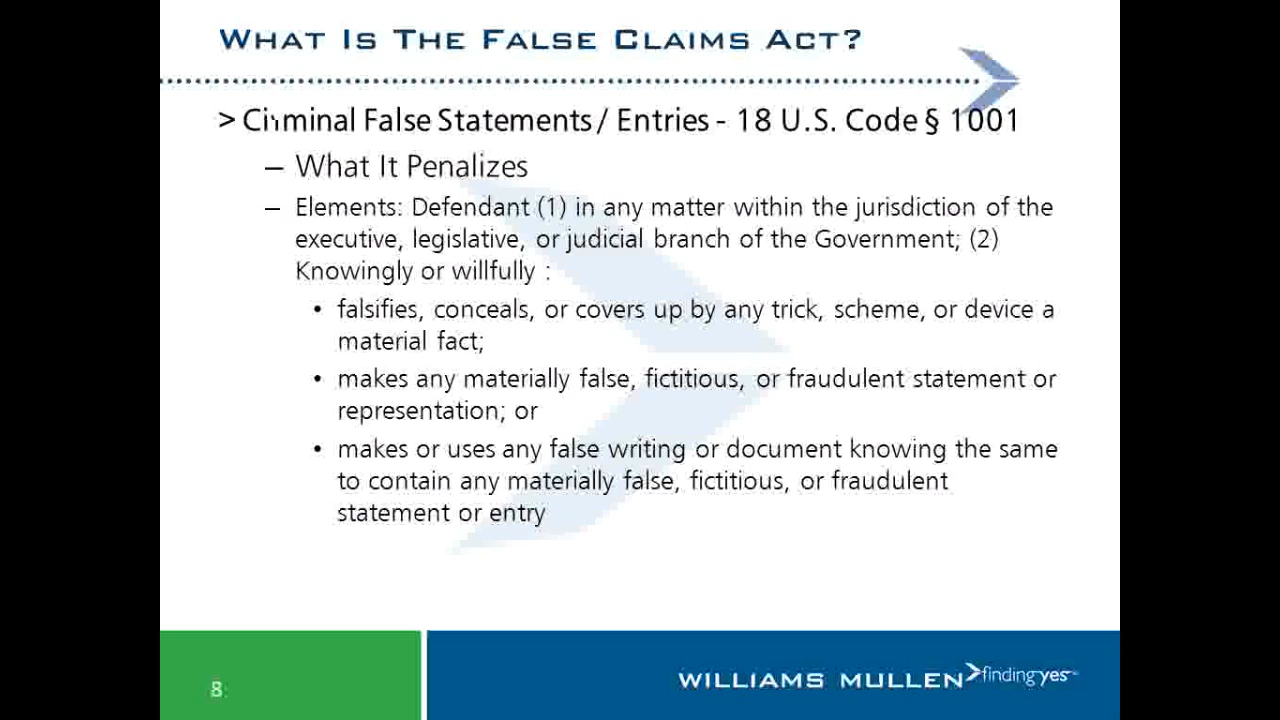 WHAT IS THE FALSE CLAIMS ACT?
> Criminal False Statements / Entries - 18 U.S. Code § 1001
– What It Penalizes
– Elements: Defendant (1) in any matter within the jurisdiction of the
executive, legislative, or judicial branch of the Government; (2)
Knowingly or willfully :
• falsifies, conceals, or covers up by any trick, scheme, or device a
material fact;
• makes any materially false, fictitious, or fraudulent statement or
representation; or
• makes or uses any false writing or document knowing the same
to contain any materially false, fictitious, or fraudulent
statement or entry
8
WILLIAMS MULLEN finding yes